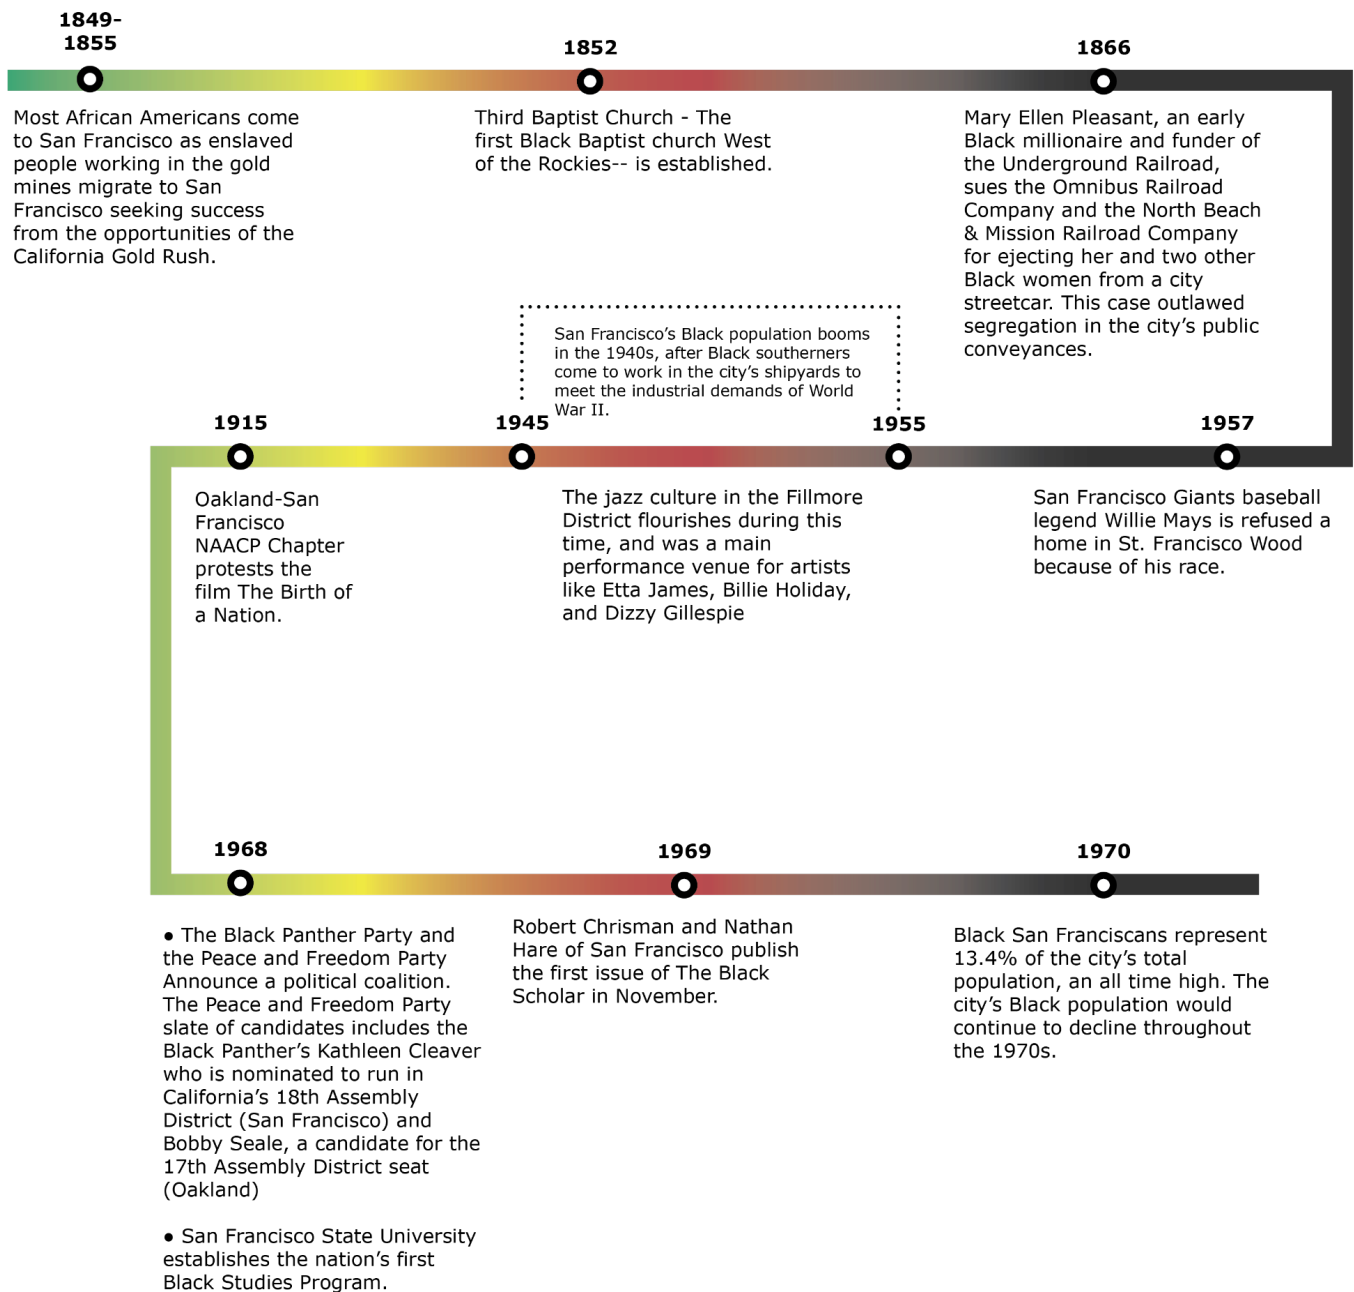 1849-
1855
Most African Americans come
to San Francisco as enslaved
people working in the gold
mines migrate to San
Francisco seeking success
from the opportunities of the
California Gold Rush.
1852
Third Baptist Church - The
first Black Baptist church West
of the Rockies-- is established.
1866
Mary Ellen Pleasant, an early
Black millionaire and funder of
the Underground Railroad,
sues the Omnibus Railroad
Company and the North Beach
& Mission Railroad Company
for ejecting her and two other
Black women from a city
streetcar. This case outlawed
segregation in the city's public
conveyances.
1915
Oakland-San
Francisco
NAACP Chapter
protests the
film The Birth of
a Nation.
San Francisco's Black population booms
in the 1940s, after Black southerners
come to work in the city's shipyards to
meet the industrial demands of World
War II.
1945
1955
The jazz culture in the Fillmore
District flourishes during this
time, and was a main
performance venue for artists
like Etta James, Billie Holiday,
and Dizzy Gillespie
1957
San Francisco Giants baseball
legend Willie Mays is refused a
home in St. Francisco Wood
because of his race.
1968
● The Black Panther Party and
the Peace and Freedom Party
Announce a political coalition.
The Peace and Freedom Party
slate of candidates includes the
Black Panther's Kathleen Cleaver
who is nominated to run in
California's 18th Assembly
District (San Francisco) and
Bobby Seale, a candidate for the
17th Assembly District seat
(Oakland)
● San Francisco State University
establishes the nation's first
Black Studies Program.
1969
Robert Chrisman and Nathan
Hare of San Francisco publish
the first issue of The Black
Scholar in November.
1970
Black San Franciscans represent
13.4% of the city's total
population, an all time high. The
city's Black population would
continue to decline throughout
the 1970s.